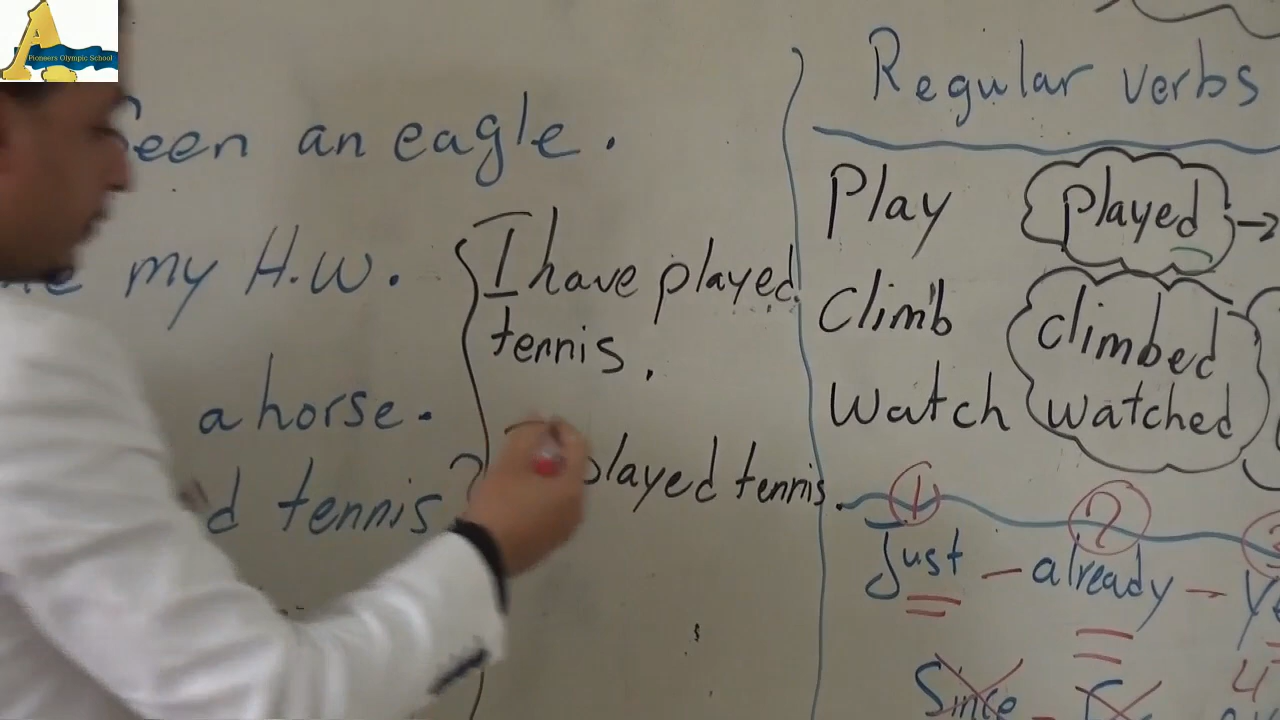 Pioneers Olympic School
Seen an eagle.
my H.W.
a horse.
d tennis?
I have played
tennis.
played tennis.
Regular verbs
Play played
Climb climbed
Watch watched
1 2
Just - already -
Since
4